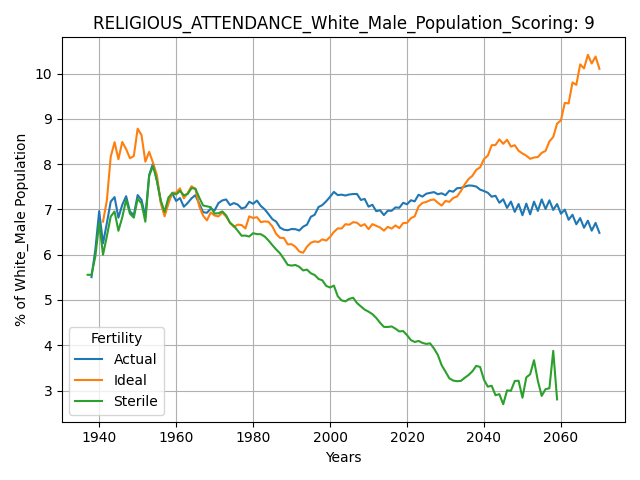 RELIGIOUS_ATTENDANCE_White_Male_Population_Scoring: 9
% of White_Male Population
10
9
8
7
6
5
4
3
Fertility
Actual
Ideal
Sterile
1940 1960 1980 2000 2020 2040 2060
Years